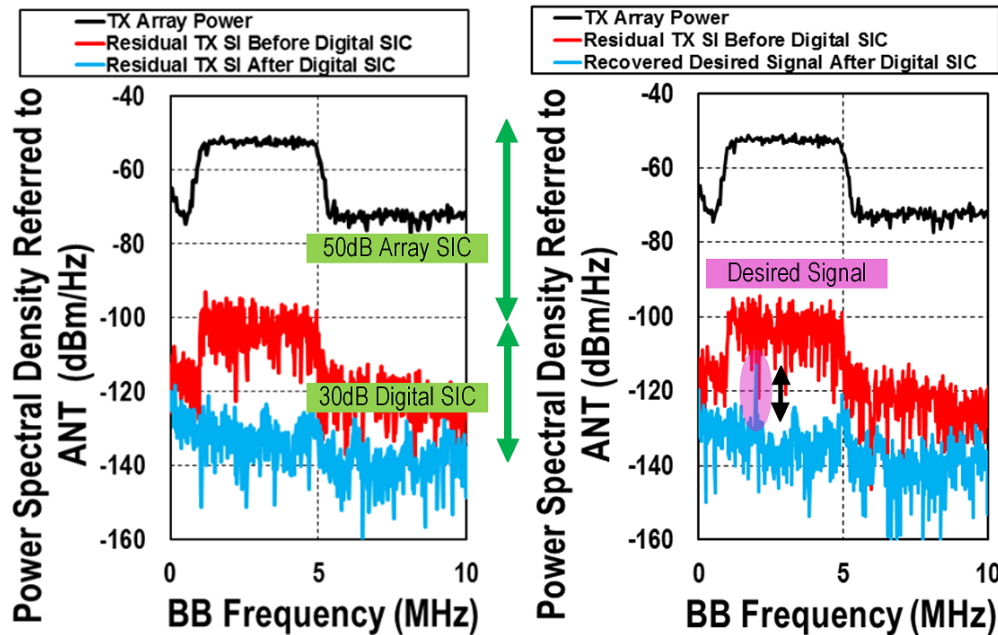 TX Array Power
Residual TX SI Before Digital SIC
Residual TX SI After Digital SIC
Power Spectral Density Referred to
ANT (dBm/Hz)
-40
-60
-80
-100
-120
-140
-160
50dB Array SIC
30dB Digital SIC
0
5
10
BB Frequency (MHz)
TX Array Power
Residual TX SI Before Digital SIC
Recovered Desired Signal After Digital SIC
Power Spectral Density Referred to
ANT (dBm/Hz)
-40
-60
-80
-100
-120
-140
-160
Desired Signal
0
5
10
BB Frequency (MHz)